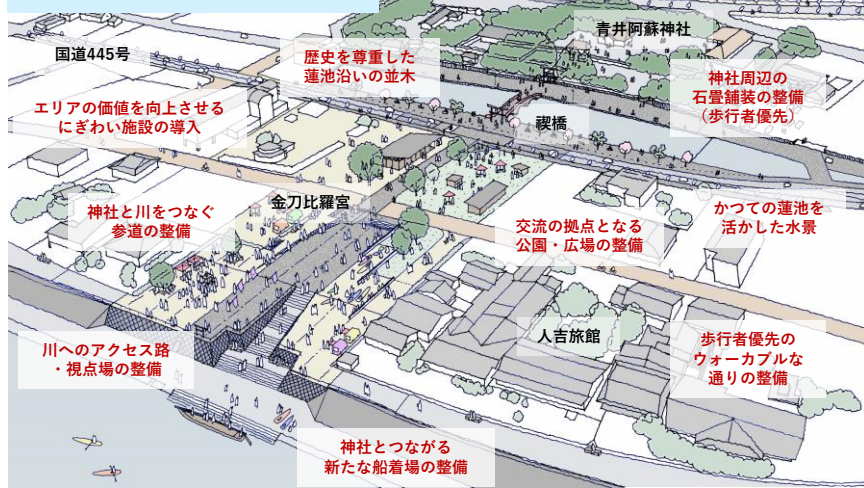 青井阿蘇神社
国道445号
歴史を尊重した
蓮池沿いの並木
神社周辺の
石畳舗装の整備
（歩行者優先）
エリアの価値を向上させる
にぎわい施設の導入
禊橋
金刀比羅宮
神社と川をつなぐ
参道の整備
交流の拠点となる
公園・広場の整備
かつての蓮池を
活かした水景
人吉旅館
歩行者優先の
ウォーカブルな
通りの整備
川へのアクセス路
・視点場の整備
神社とつながる
新たな船着場の整備